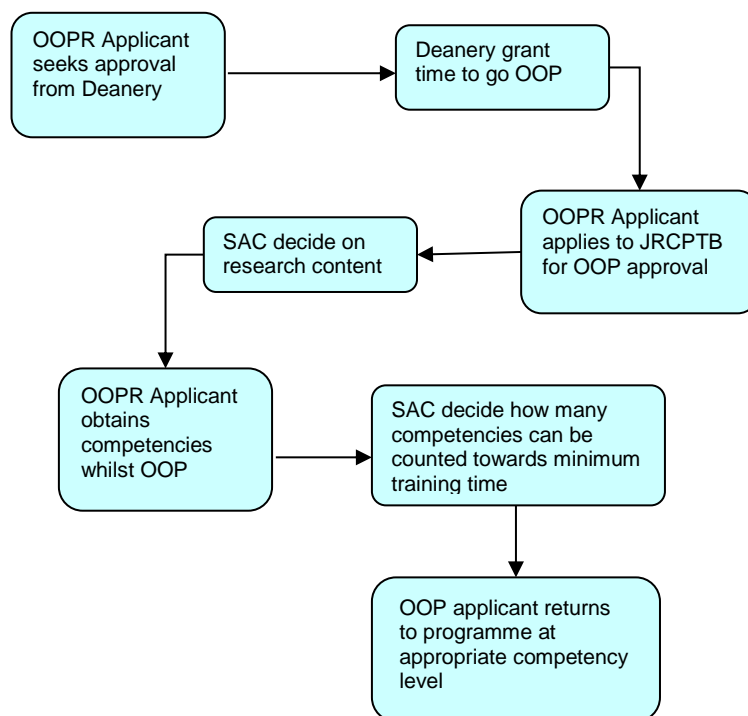 OOPR Applicant
seeks approval
from Deanery
Deanery grant
time to go OOP
OOPR Applicant
applies to JRCPTB
for OOP approval
SAC decide on
research content
OOPR Applicant
obtains
competencies
whilst OOP
SAC decide how many
competencies can be
counted towards minimum
training time
OOP applicant returns
to programme at
appropriate competency
level